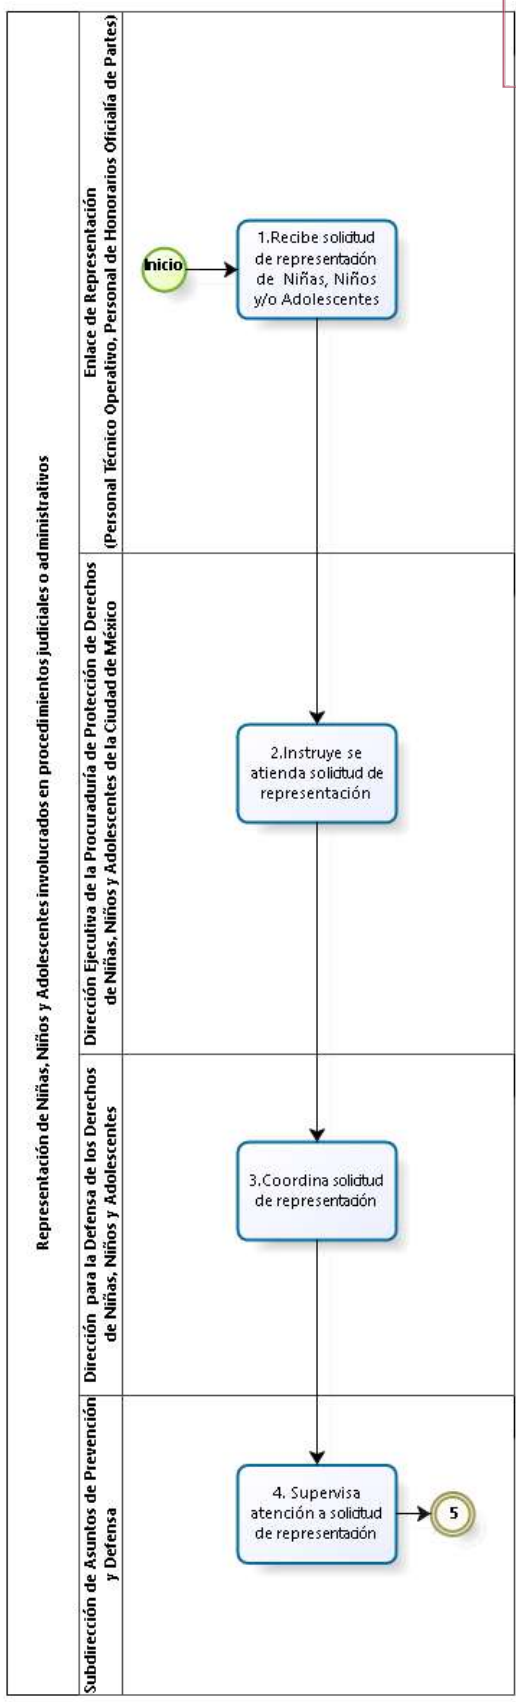 Representación de Niñas, Niños y Adolescentes involucrados en procedimientos judiciales o administrativos
Enlace de Representación
(Personal Técnico Operativo, Personal de Honorarios Oficialía de Partes)
Inicio
1.Recibe solicitud
de representación
de Niñas, Niños
y/o Adolescentes
Dirección Ejecutiva de la Procuraduría de Protección de Derechos
de Niñas, Niños y Adolescentes de la Ciudad de México
2.Instruye se
atienda solicitud de
representación
Dirección para la Defensa de los Derechos
de Niñas, Niños y Adolescentes
3.Coordina solicitud
de representación
Subdirección de Asuntos de Prevención
y Defensa
4. Supervisa
atención a solicitud
de representación
5